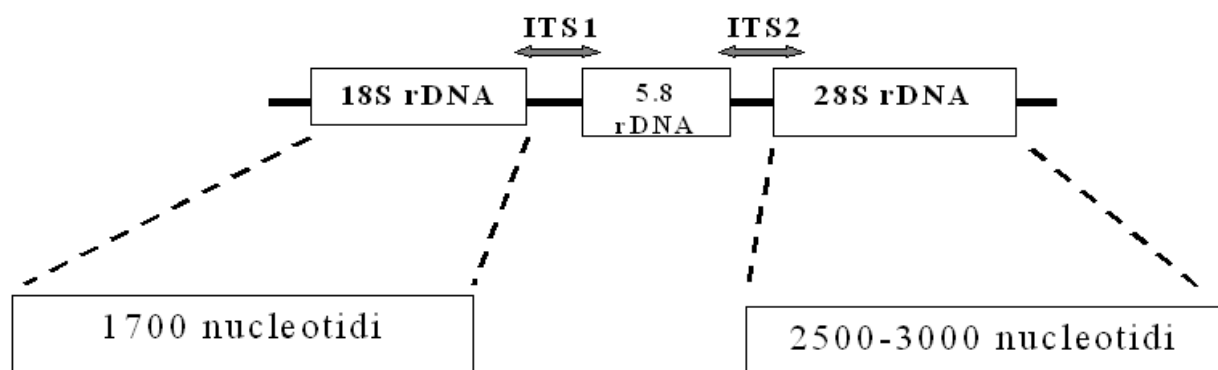 ITS1 ITS2
18S rDNA 5.8 rDNA 28S rDNA
1700 nucleotidi 2500-3000 nucleotidi